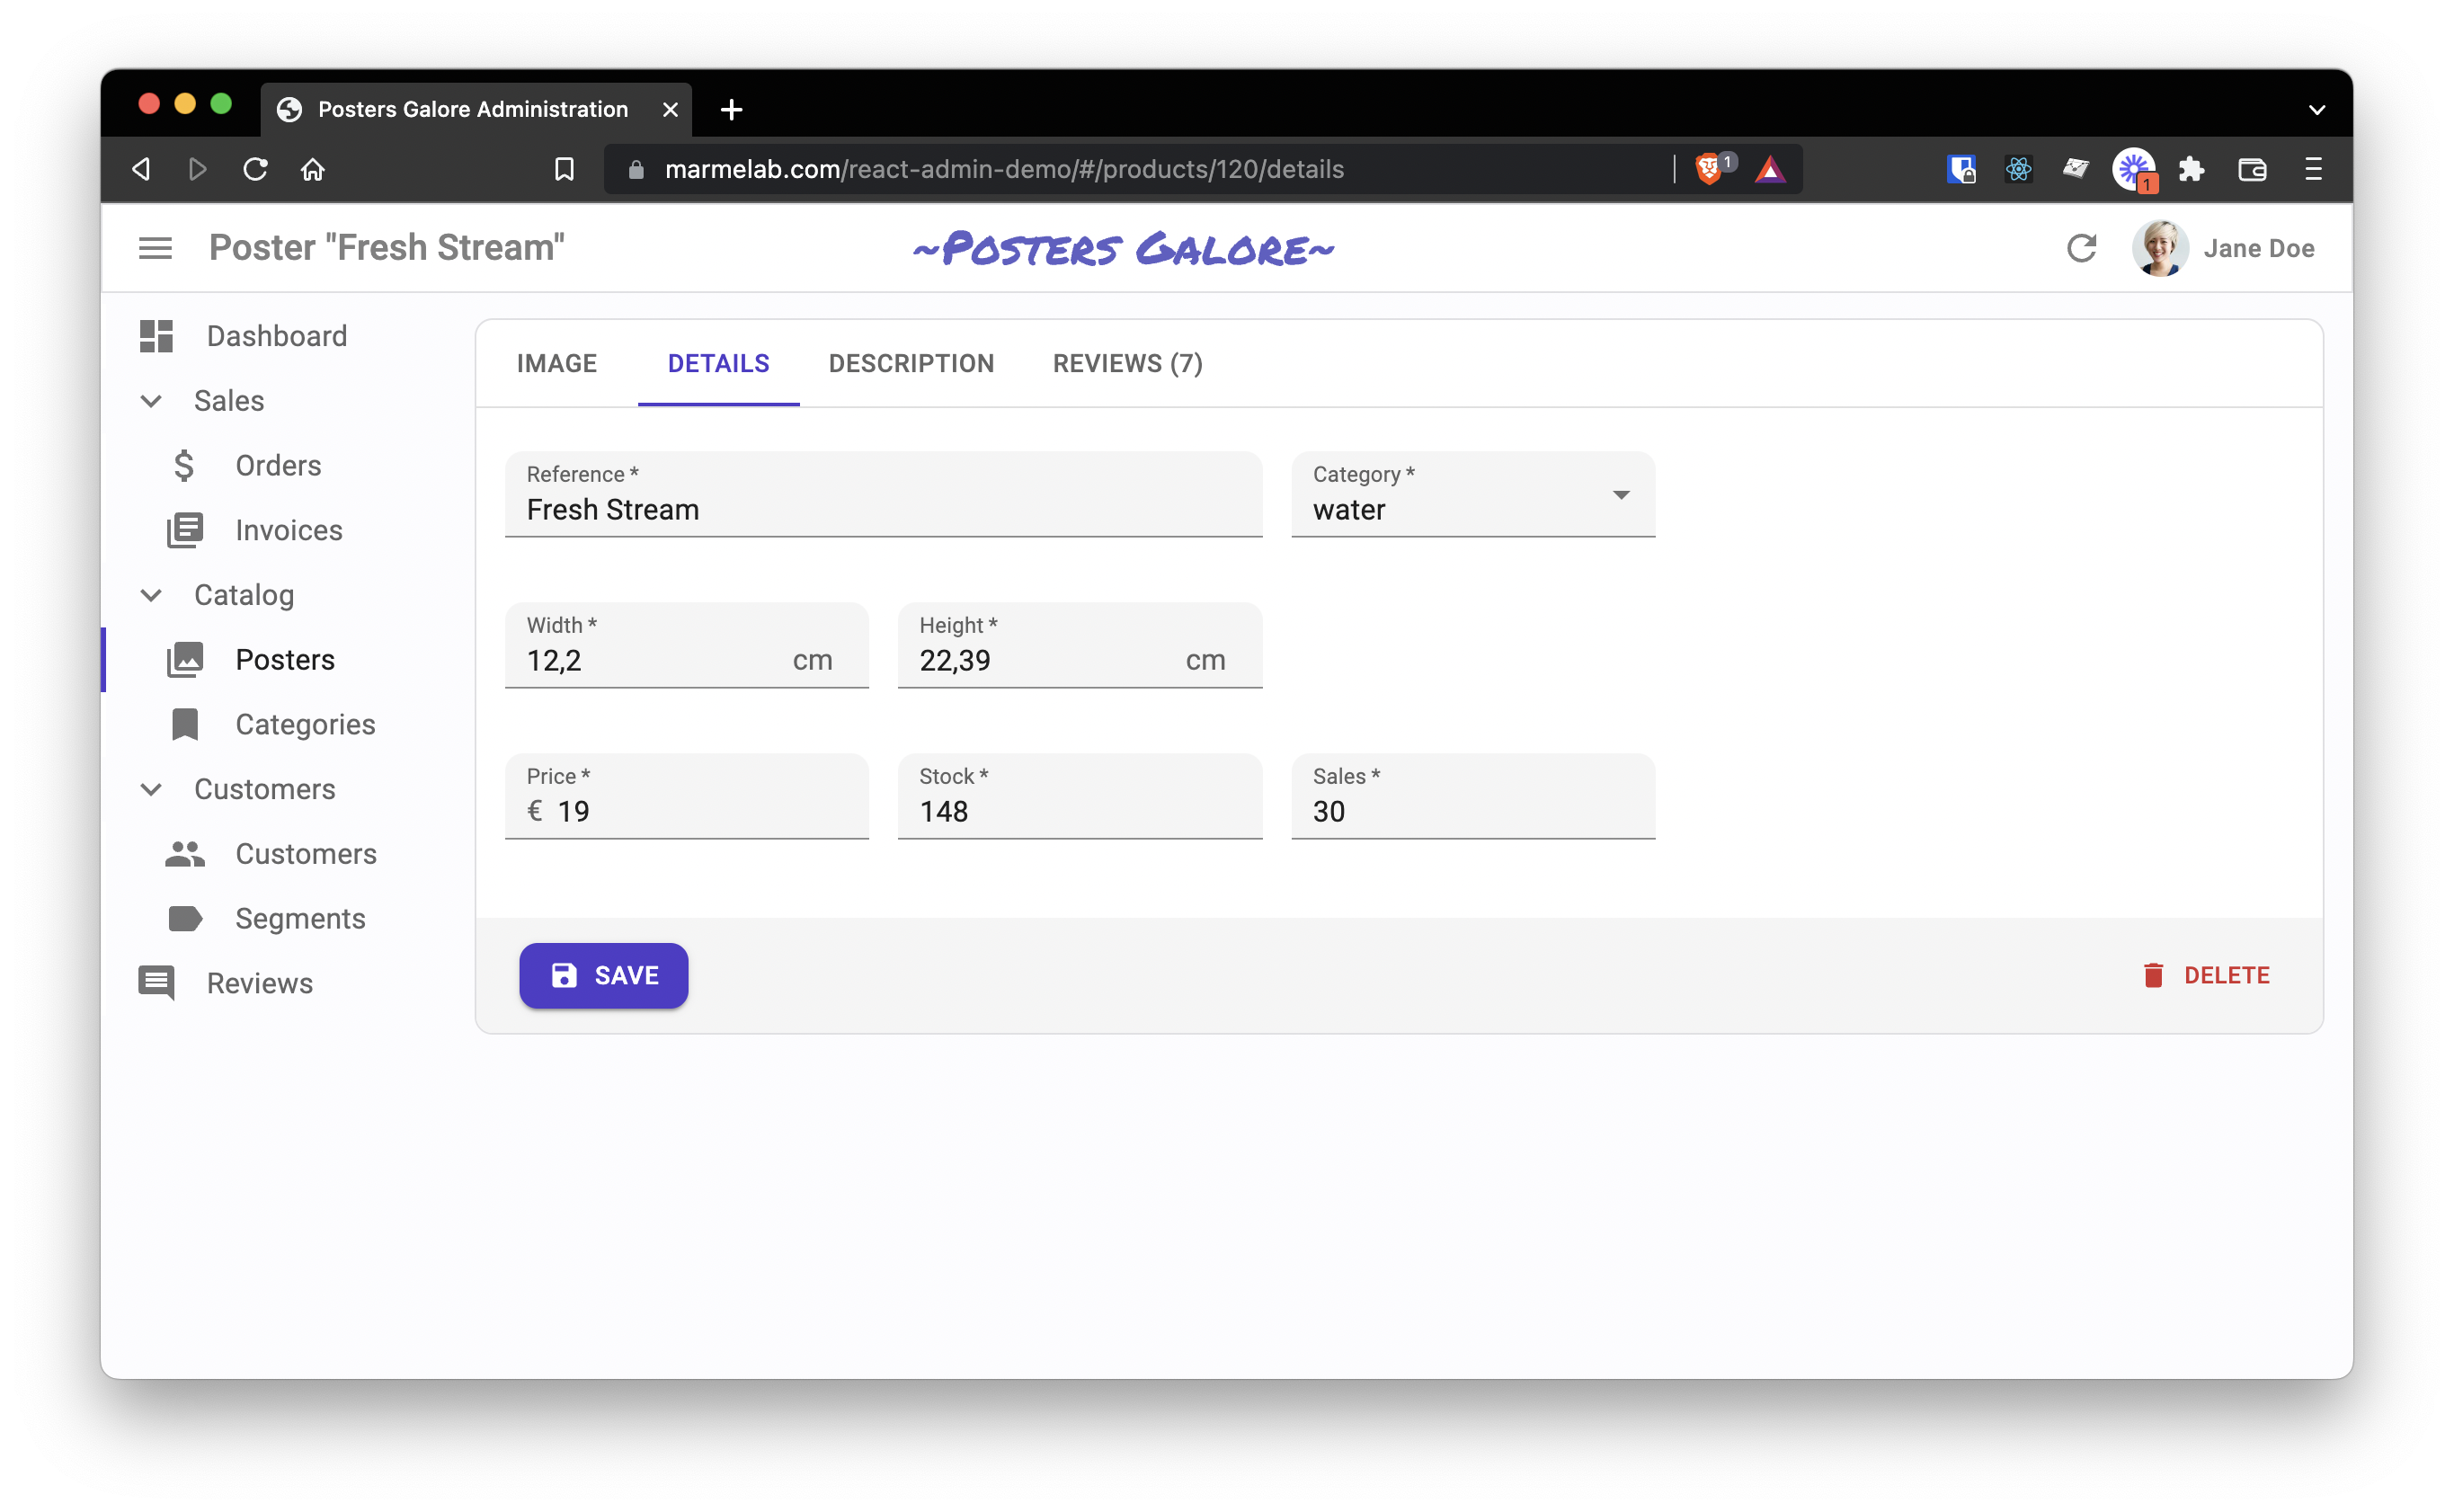 Posters Galore Administration
marmelab.com/react-admin-demo/#/products/120/details
1
1
Poster "Fresh Stream"
~Posters Galore~
Jane Doe
Dashboard
Sales
Orders
Invoices
Catalog
Posters
Categories
Customers
Customers
Segments
Reviews
IMAGE
DETAILS
DESCRIPTION
REVIEWS (7)
Reference *
Fresh Stream
Category *
water
Width *
12,2 cm
Height *
22,39 cm
Price *
€ 19
Stock *
148
Sales *
30
SAVE
DELETE